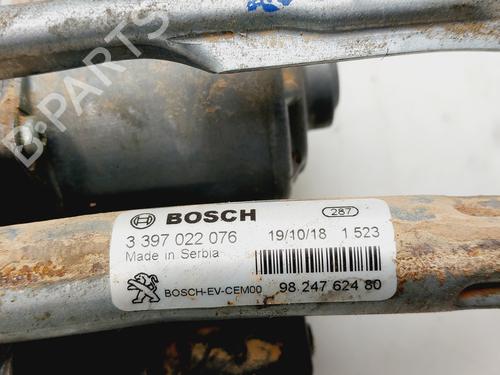 B-PARTS
BOSCH
287
3 397 022 076
19/10/18 1 523
Made in Serbia
BOSCH-EV-CEM00
98 247 624 80